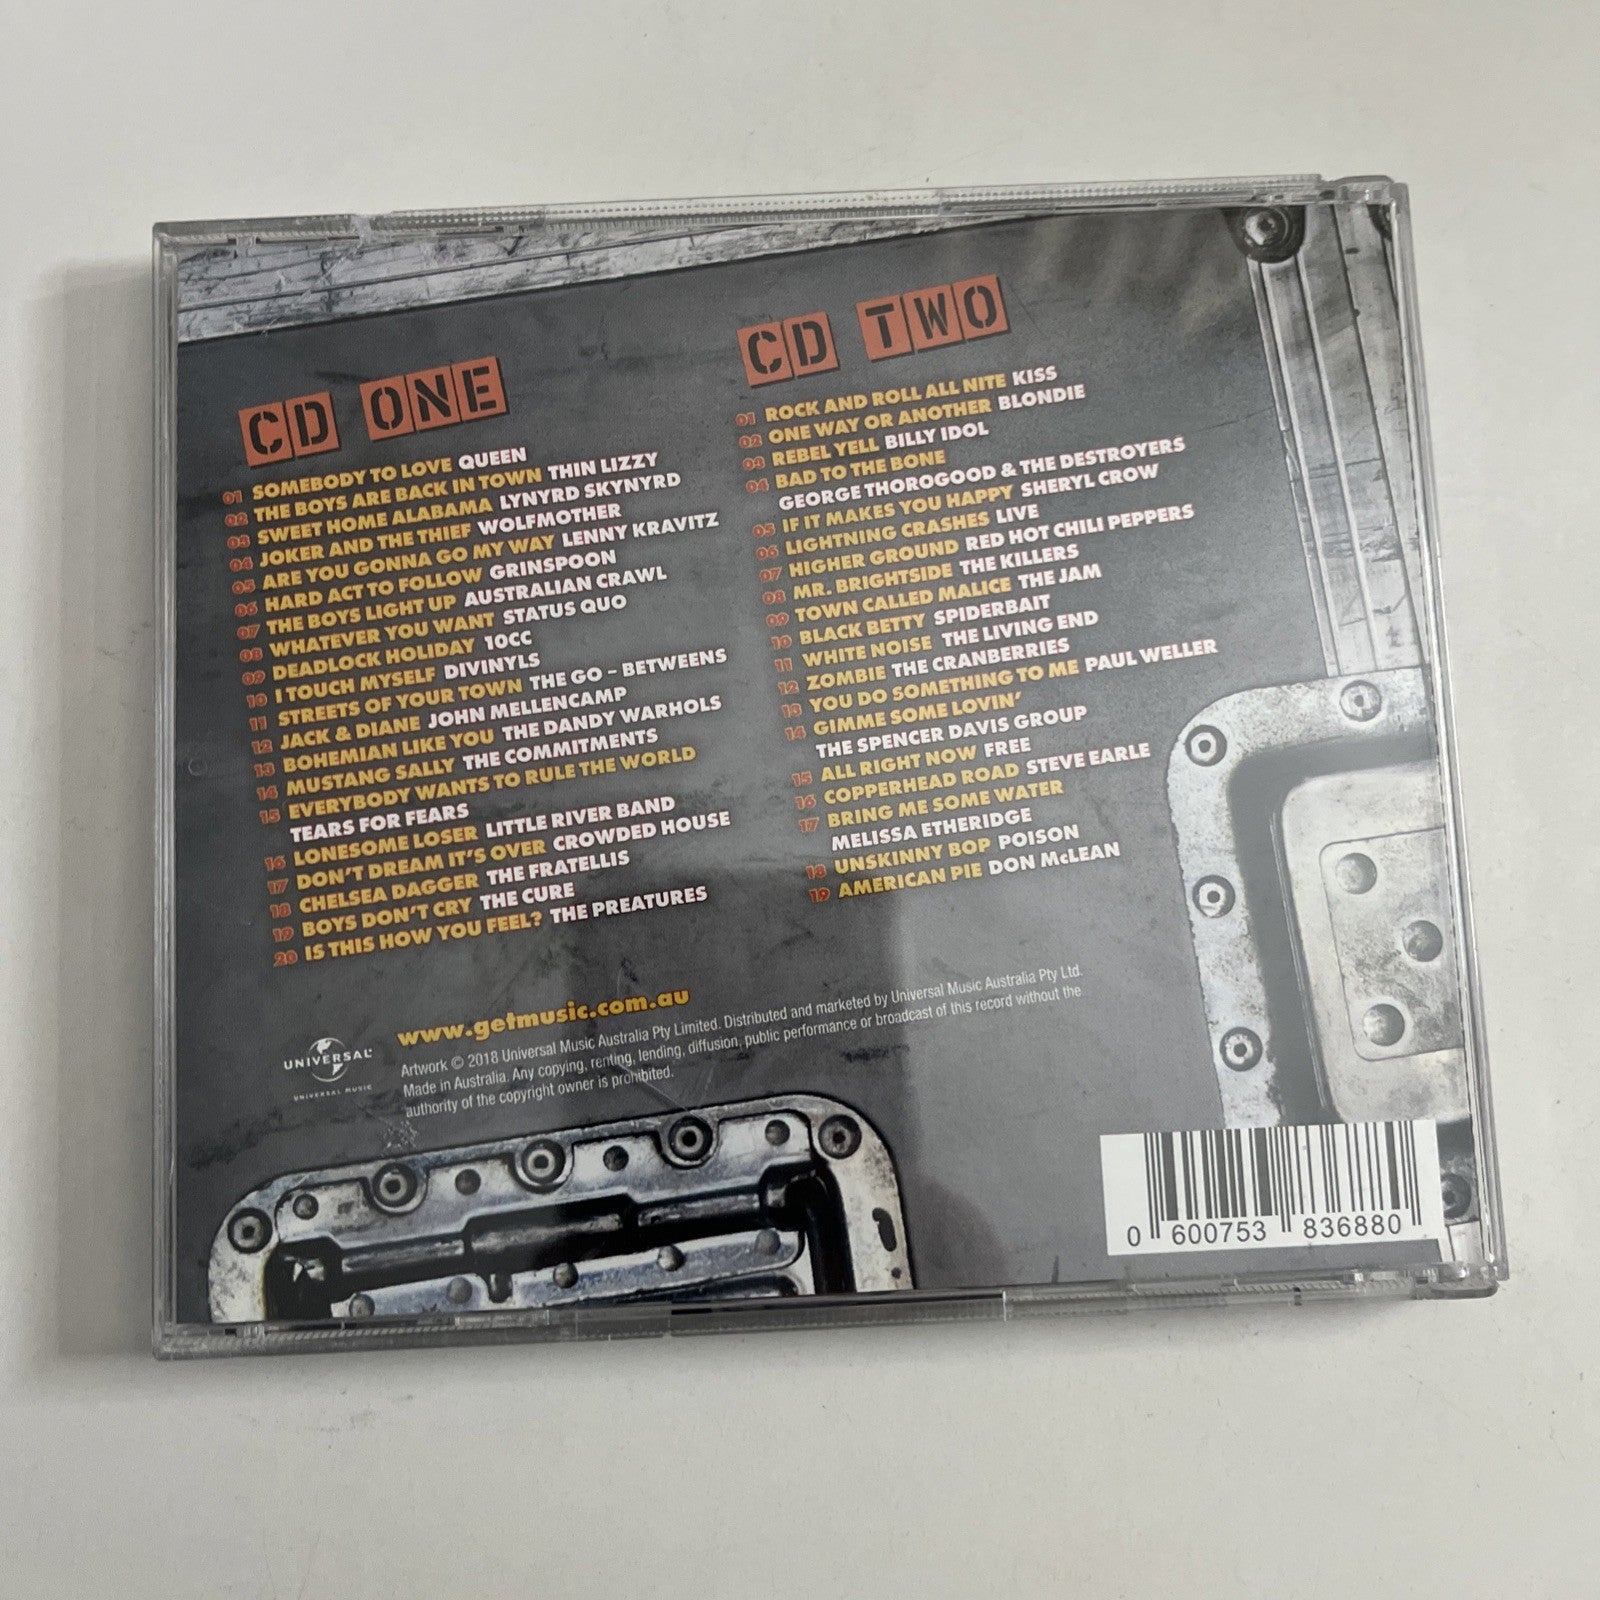 CD ONE
01 SOMEBODY TO LOVE QUEEN
02 THE BOYS ARE BACK IN TOWN THIN LIZZY
03 SWEET HOME ALABAMA LYNYRD SKYNYRD
04 JOKER AND THE THIEF WOLFMOTHER
05 ARE YOU GONNA GO MY WAY LENNY KRAVITZ
06 HARD ACT TO FOLLOW GRINSPOON
07 THE BOYS LIGHT UP AUSTRALIAN CRAWL
08 WHATEVER YOU WANT STATUS QUO
09 DEADLOCK HOLIDAY 10CC
10 I TOUCH MYSELF DIVINYLS
11 STREETS OF YOUR TOWN THE GO – BETWEENS
12 JACK & DIANE JOHN MELLENCAMP
13 BOHEMIAN LIKE YOU THE DANDY WARHOLS
14 MUSTANG SALLY THE COMMITMENTS
15 EVERYBODY WANTS TO RULE THE WORLD
TEARS FOR FEARS
16 LONESOME LOSER LITTLE RIVER BAND
17 DON'T DREAM IT'S OVER CROWDED HOUSE
18 CHELSEA DAGGER THE FRATELLIS
19 BOYS DON'T CRY THE CURE
20 IS THIS HOW YOU FEEL? THE PREATURES
CD TWO
01 ROCK AND ROLL ALL NITE KISS
02 ONE WAY OR ANOTHER BLONDIE
03 REBEL YELL BILLY IDOL
04 BAD TO THE BONE
GEORGE THOROGOOD & THE DESTROYERS
05 IF IT MAKES YOU HAPPY SHERYL CROW
06 LIGHTNING CRASHES LIVE
07 HIGHER GROUND RED HOT CHILI PEPPERS
08 MR. BRIGHTSIDE THE KILLERS
09 TOWN CALLED MALICE THE JAM
10 BLACK BETTY SPIDERBAIT
11 WHITE NOISE THE LIVING END
12 ZOMBIE THE CRANBERRIES
13 YOU DO SOMETHING TO ME PAUL WELLER
14 GIMME SOME LOVIN'
THE SPENCER DAVIS GROUP
15 ALL RIGHT NOW FREE
16 COPPERHEAD ROAD STEVE EARLE
17 BRING ME SOME WATER
MELISSA ETHERIDGE
18 UNSKINNY BOP POISON
19 AMERICAN PIE DON McLEAN
UNIVERSAL
UNIVERSAL MUSIC
www.getmusic.com.au
Artwork © 2018 Universal Music Australia Pty Limited. Distributed and marketed by Universal Music Australia Pty Ltd.
Made in Australia. Any copying, renting, lending, diffusion, public performance or broadcast of this record without the
authority of the copyright owner is prohibited.
0 600753 836880